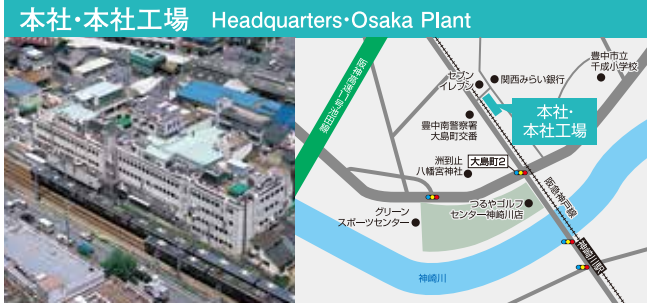 本社・本社工場 Headquarters・Osaka Plant
阪神高速11号池田線
セブン
イレブン
関西みらい銀行
豊中市立
千成小学校
本社・
本社工場
豊中南警察署
大島町交番
洲到止
八幡宮神社
大島町2
阪急神戸線
つるやゴルフ
センター神崎川店
グリーン
スポーツセンター
神崎川駅
神崎川